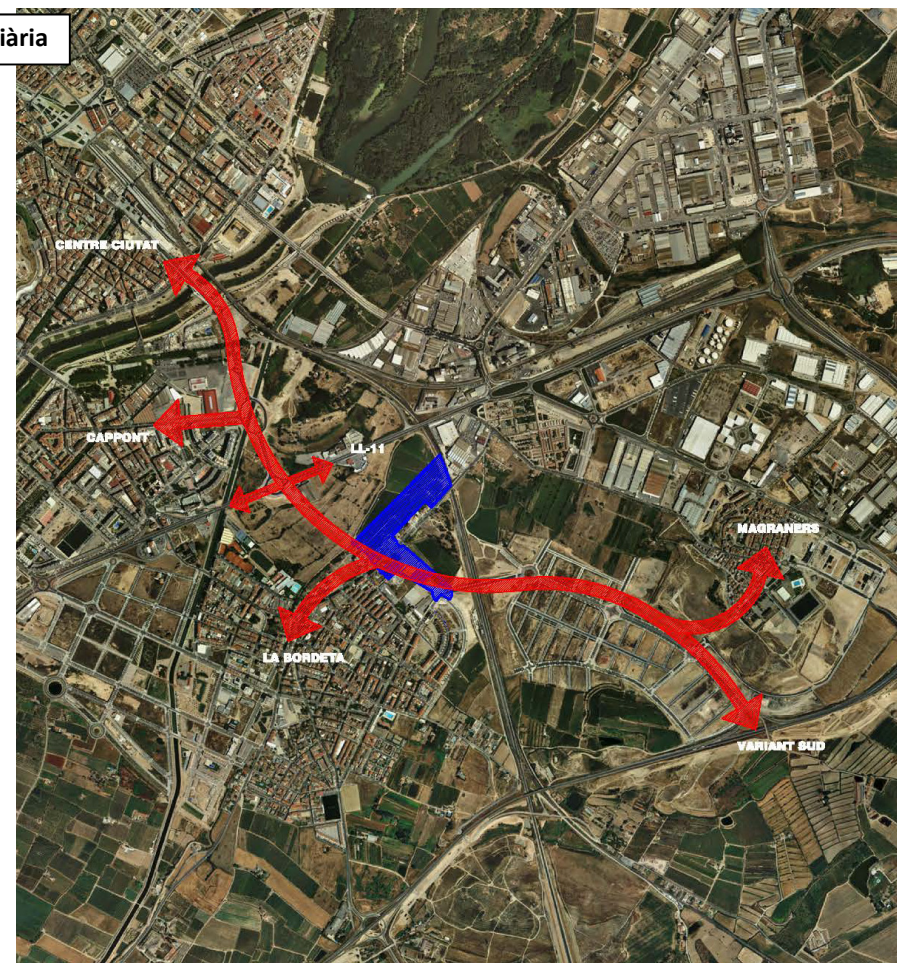 iària
CENTRE CIUTAT
CAPPONT
LL-11
MAGRANERS
LA BORDETA
VARIANT SUD